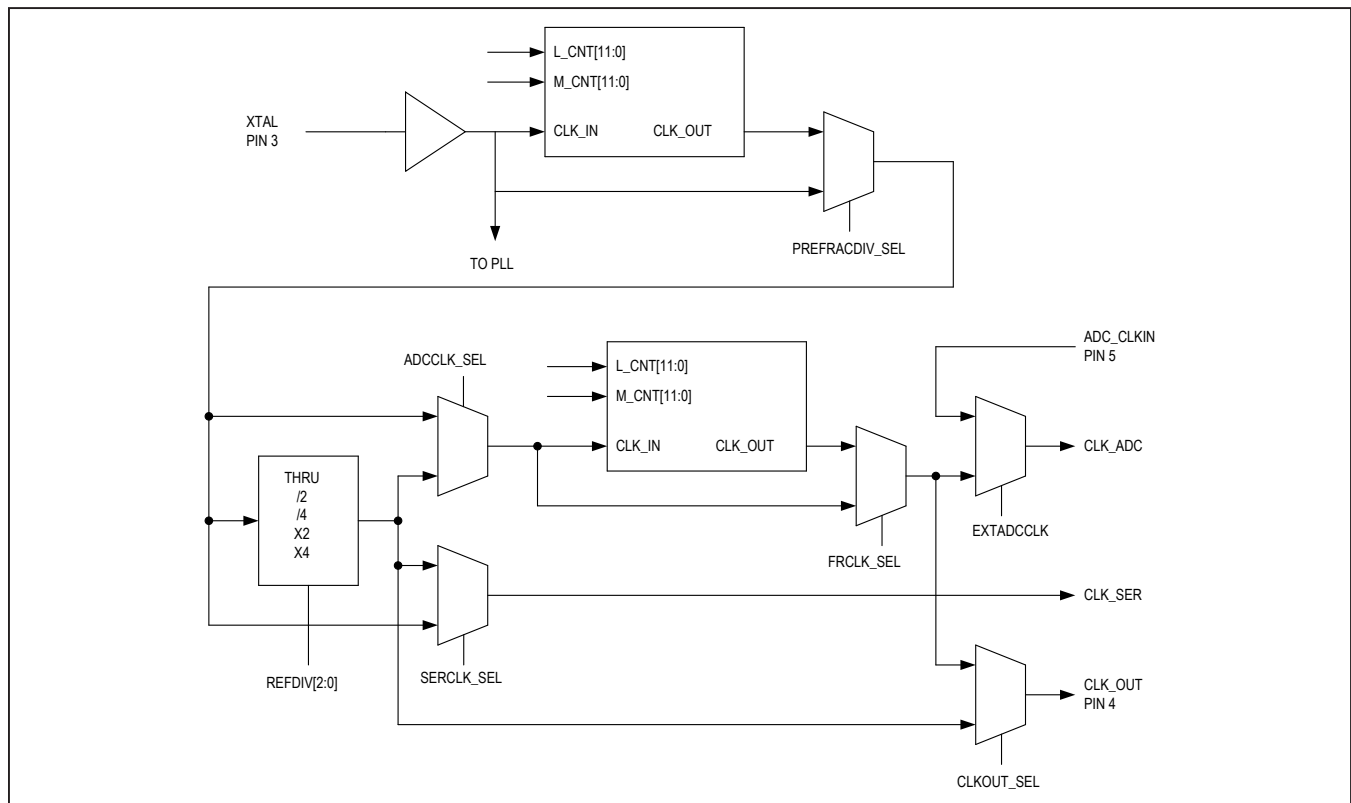 L_CNT[11:0]
M_CNT[11:0]
XTAL
PIN 3
CLK_IN
CLK_OUT
PREFRACDIV_SEL
TO PLL
ADC_CLKIN
PIN 5
ADCCLK_SEL
L_CNT[11:0]
M_CNT[11:0]
CLK_IN
CLK_OUT
CLK_ADC
THRU
/2
/4
X2
X4
EXTADCCLK
FRCLK_SEL
CLK_SER
REFDIV[2:0]
SERCLK_SEL
CLK_OUT
PIN 4
CLKOUT_SEL